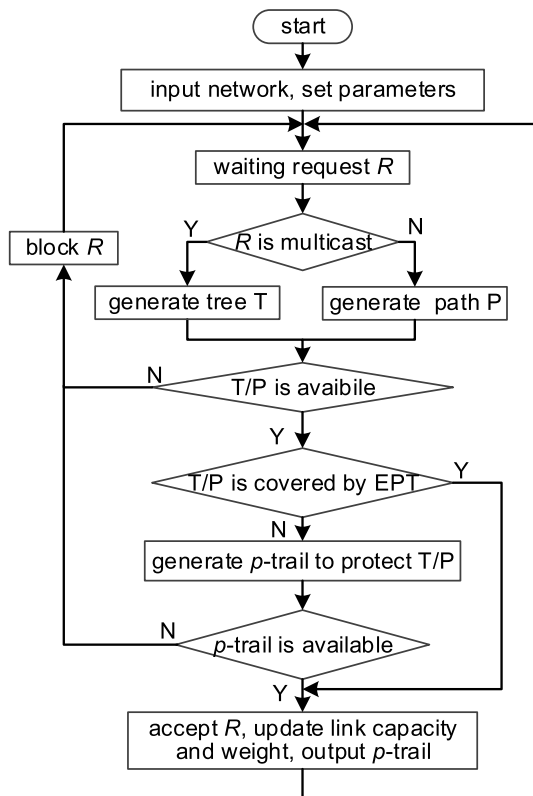 start
input network, set parameters
waiting request R
Y
R is multicast
N
block R
generate tree T
generate path P
N
T/P is avaibile
Y
T/P is covered by EPT
Y
N
generate p-trail to protect T/P
N
p-trail is available
Y
accept R, update link capacity
and weight, output p-trail